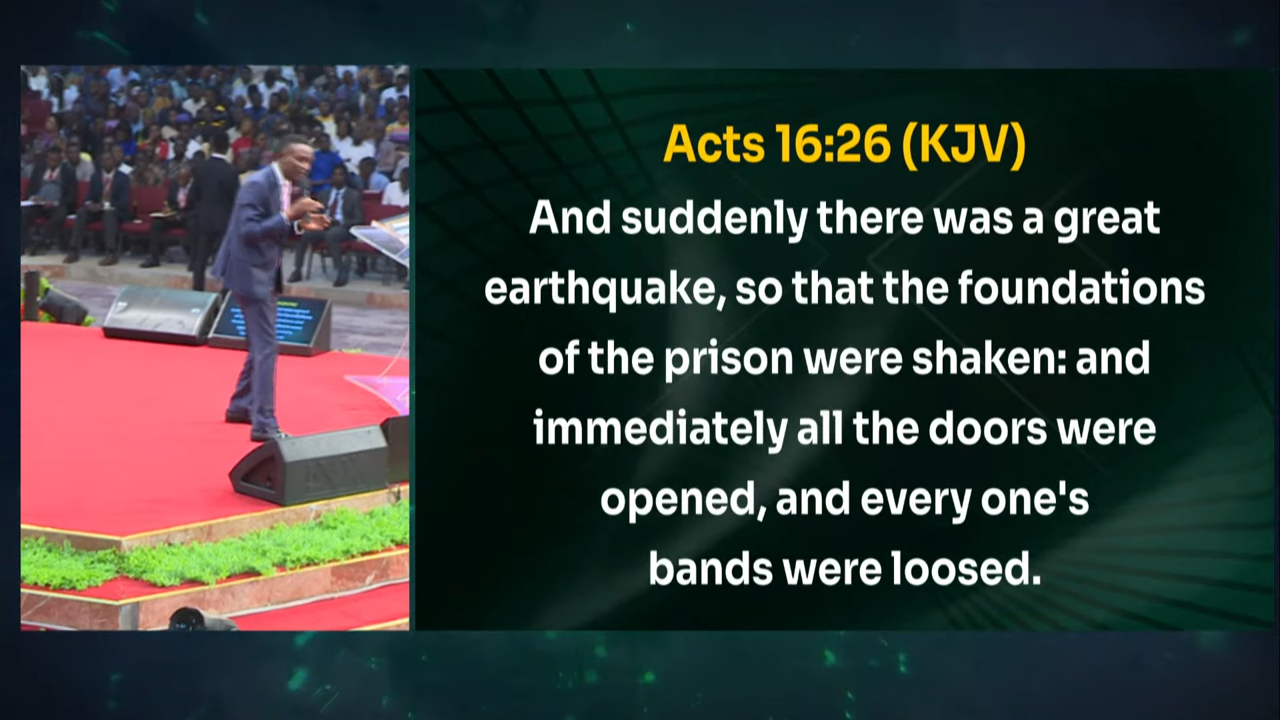 Acts 16:26 (KJV)
And suddenly there was a great
earthquake, so that the foundations
of the prison were shaken: and
immediately all the doors were
opened, and every one's
bands were loosed.